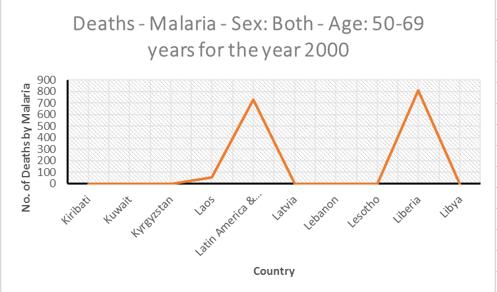 Deaths - Malaria - Sex: Both - Age: 50-69
years for the year 2000
No. of Deaths by Malaria
900
800
700
600
500
400
300
200
100
0
Kiribati
Kuwait
Kyrgyzstan
Laos
Latin America &...
Latvia
Lebanon
Lesotho
Liberia
Libya
Country